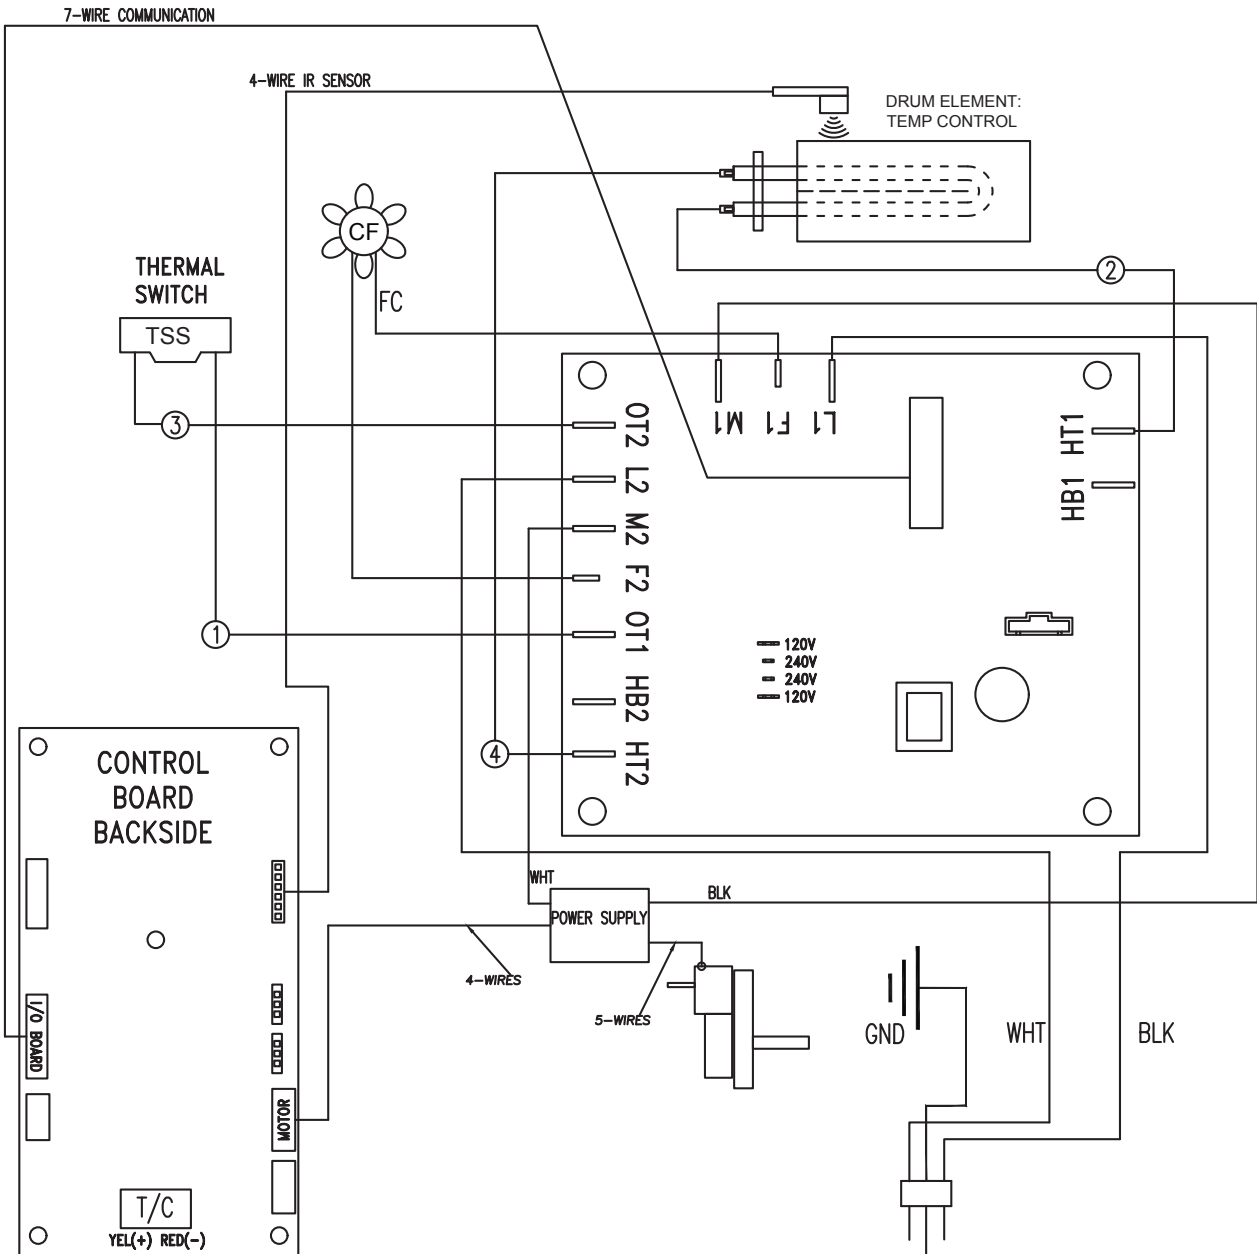 7-WIRE COMMUNICATION
4-WIRE IR SENSOR
DRUM ELEMENT:
TEMP CONTROL
CF
FC
THERMAL
SWITCH
TSS
2
3
1
4
M1
F1
L1
OT2
L2
M2
F2
OT1
HB2
HT2
HT1
HB1
120V
240V
240V
120V
CONTROL
BOARD
BACKSIDE
WHT
BLK
POWER SUPPLY
4-WIRES
5-WIRES
GND
WHT
BLK
I/O BOARD
MOTOR
T/C
YEL(+) RED(-)